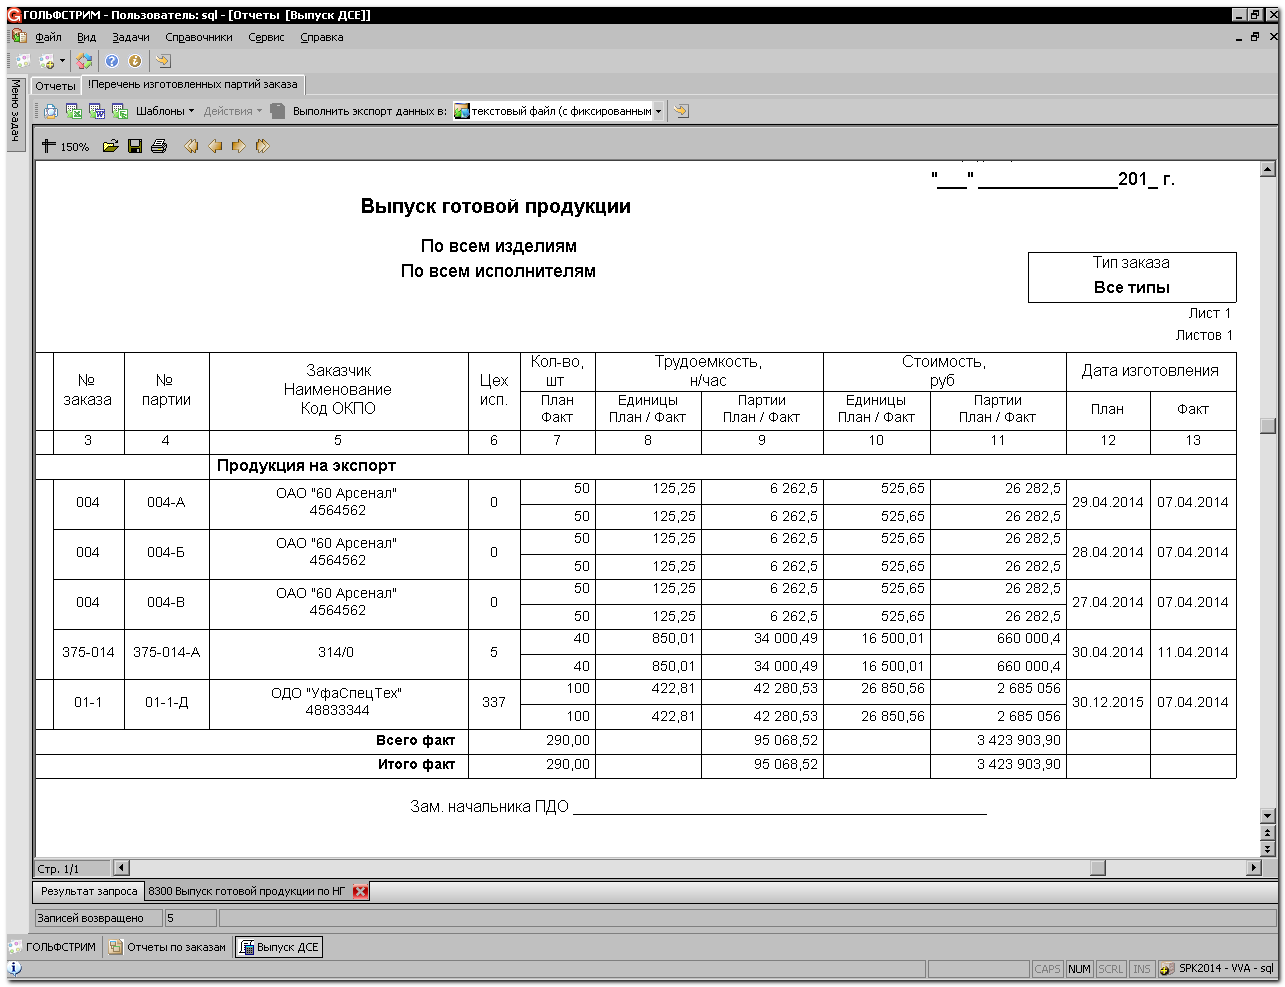 ГОЛЬФСТРИМ - Пользователь: sql - [Отчеты [Выпуск ДСЕ]]
Файл Вид Задачи Справочники Сервис Справка
Меню задач
Отчеты !Перечень изготовленных партий заказа
Шаблоны Действия Выполнить экспорт данных в: текстовый файл (с фиксированным
150%
"___" ______________201_ г.
Выпуск готовой продукции
По всем изделиям
По всем исполнителям
Тип заказа
Все типы
Лист 1
Листов 1
№ заказа № партии Заказчик Наименование Код ОКПО Цех исп. Кол-во, шт Трудоемкость, н/час Стоимость, руб Дата изготовления
План Факт Единицы План / Факт Партии План / Факт Единицы План / Факт Партии План / Факт План Факт
3 4 5 6 7 8 9 10 11 12 13
Продукция на экспорт
004 004-А ОАО "60 Арсенал" 4564562 0 50 125,25 6 262,5 525,65 26 282,5 29.04.2014 07.04.2014
50 125,25 6 262,5 525,65 26 282,5
004 004-Б ОАО "60 Арсенал" 4564562 0 50 125,25 6 262,5 525,65 26 282,5 28.04.2014 07.04.2014
50 125,25 6 262,5 525,65 26 282,5
004 004-В ОАО "60 Арсенал" 4564562 0 50 125,25 6 262,5 525,65 26 282,5 27.04.2014 07.04.2014
50 125,25 6 262,5 525,65 26 282,5
375-014 375-014-А 314/0 5 40 850,01 34 000,49 16 500,01 660 000,4 30.04.2014 11.04.2014
40 850,01 34 000,49 16 500,01 660 000,4
01-1 01-1-Д ОДО "УфаСпецТех" 48833344 337 100 422,81 42 280,53 26 850,56 2 685 056 30.12.2015 07.04.2014
100 422,81 42 280,53 26 850,56 2 685 056
Всего факт 290,00 95 068,52 3 423 903,90
Итого факт 290,00 95 068,52 3 423 903,90
Зам. начальника ПДО
Стр. 1/1
Результат запроса 8300 Выпуск готовой продукции по НГ
Записей возвращено 5
ГОЛЬФСТРИМ Отчеты по заказам Выпуск ДСЕ
CAPS NUM SCRL INS SPK2014 - VVA - sql